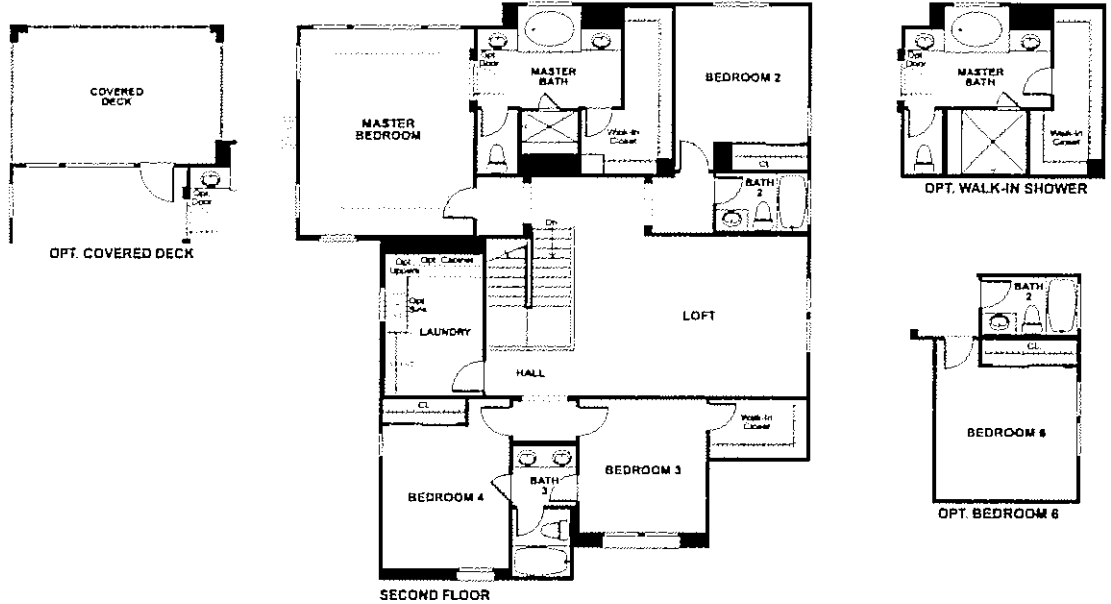 COVERED
DECK
Opt
Door
OPT. COVERED DECK
MASTER
BEDROOM
Opt
Door
MASTER
BATH
Walk-in
Closet
BEDROOM 2
CL
BATH
2
Dn
Opt
Uppers
Opt Cabinet
Opt
Sink
LAUNDRY
LOFT
HALL
CL
BEDROOM 4
BATH
3
BEDROOM 3
Walk-In
Closet
SECOND FLOOR
Opt
Door
MASTER
BATH
Walk-in
Closet
OPT. WALK-IN SHOWER
BATH
2
CL
BEDROOM 6
OPT. BEDROOM 6